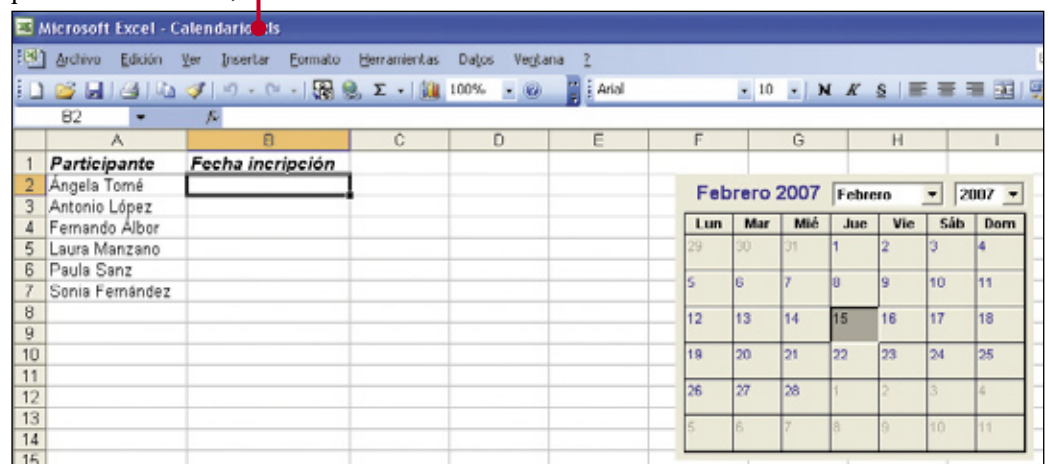 Microsoft Excel - Calendario.xls
Archivo Edición Ver Insertar Formato Herramientas Datos Ventana ?
100% Arial 10 N K S
B2 fx
A B C D E F G H I
1 Participante Fecha incripción
2 Ángela Tomé
3 Antonio López
4 Fernando Álbor
5 Laura Manzano
6 Paula Sanz
7 Sonia Fernández
8
9
10
11
12
13
14
15
Febrero 2007 Febrero 2007
Lun Mar Mié Jue Vie Sáb Dom
29 30 31 1 2 3 4
5 6 7 8 9 10 11
12 13 14 15 16 17 18
19 20 21 22 23 24 25
26 27 28 1 2 3 4
5 6 7 8 9 10 11